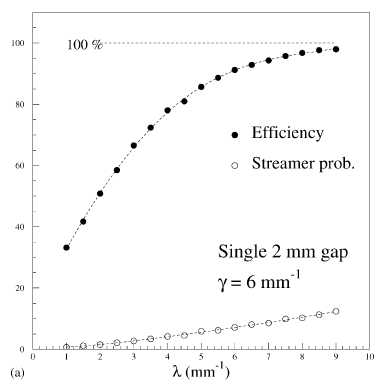 100
100 %
80
Efficiency
60
Streamer prob.
40
Single 2 mm gap
γ = 6 mm⁻¹
20
0
0 1 2 3 4 5 6 7 8 9 10
(a) λ (mm⁻¹)